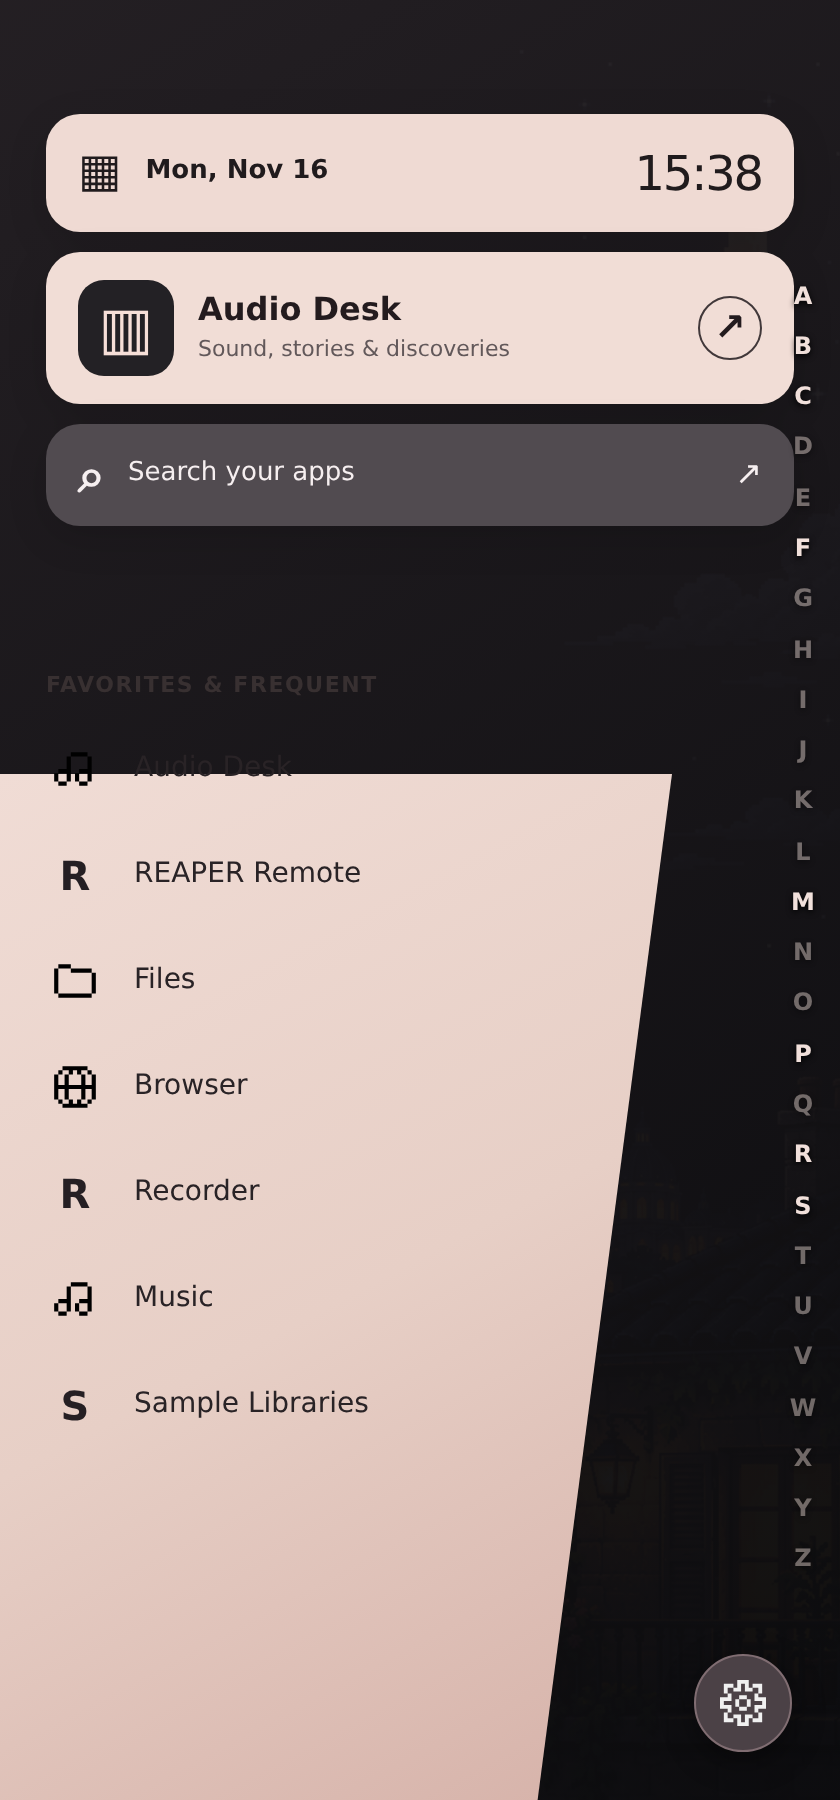 Mon, Nov 16
15:38
Audio Desk
Sound, stories & discoveries
Search your apps
FAVORITES & FREQUENT
Audio Desk
R REAPER Remote
Files
Browser
R Recorder
Music
S Sample Libraries
A
B
C
D
E
F
G
H
I
J
K
L
M
N
O
P
Q
R
S
T
U
V
W
X
Y
Z